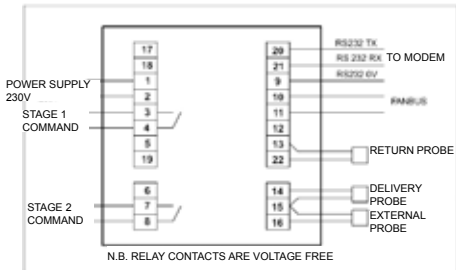 17
18
1
2
3
4
5
19
6
7
8
20
21
9
10
11
12
13
22
14
15
16
POWER SUPPLY
230V
STAGE 1
COMMAND
STAGE 2
COMMAND
RS232 TX
RS 232 RX
RS232 0V
TO MODEM
FANBUS
RETURN PROBE
DELIVERY
PROBE
EXTERNAL
PROBE
N.B. RELAY CONTACTS ARE VOLTAGE FREE